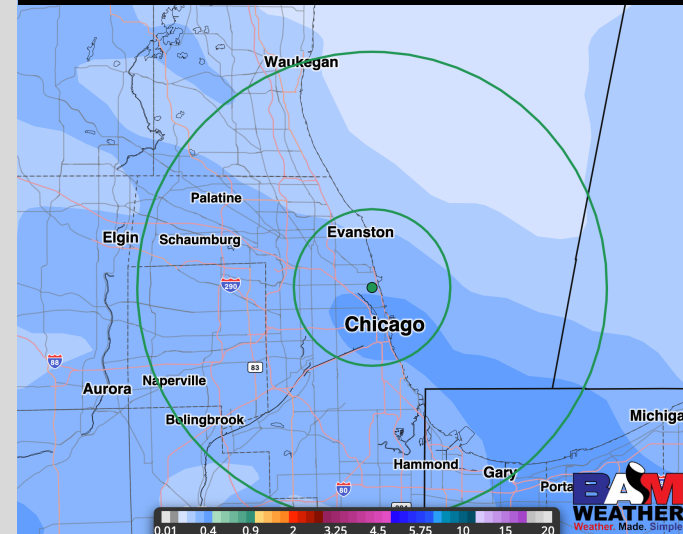 Waukegan
Palatine
Evanston
Elgin
Schaumburg
290
Chicago
88
83
Naperville
Aurora
Bolingbrook
Michiga
Hammond
Gary
80
Porta
BAM
WEATHER
Weather. Made. Simple
0.01 0.4 0.9 2 3.25 4.5 5.75 10 15 20